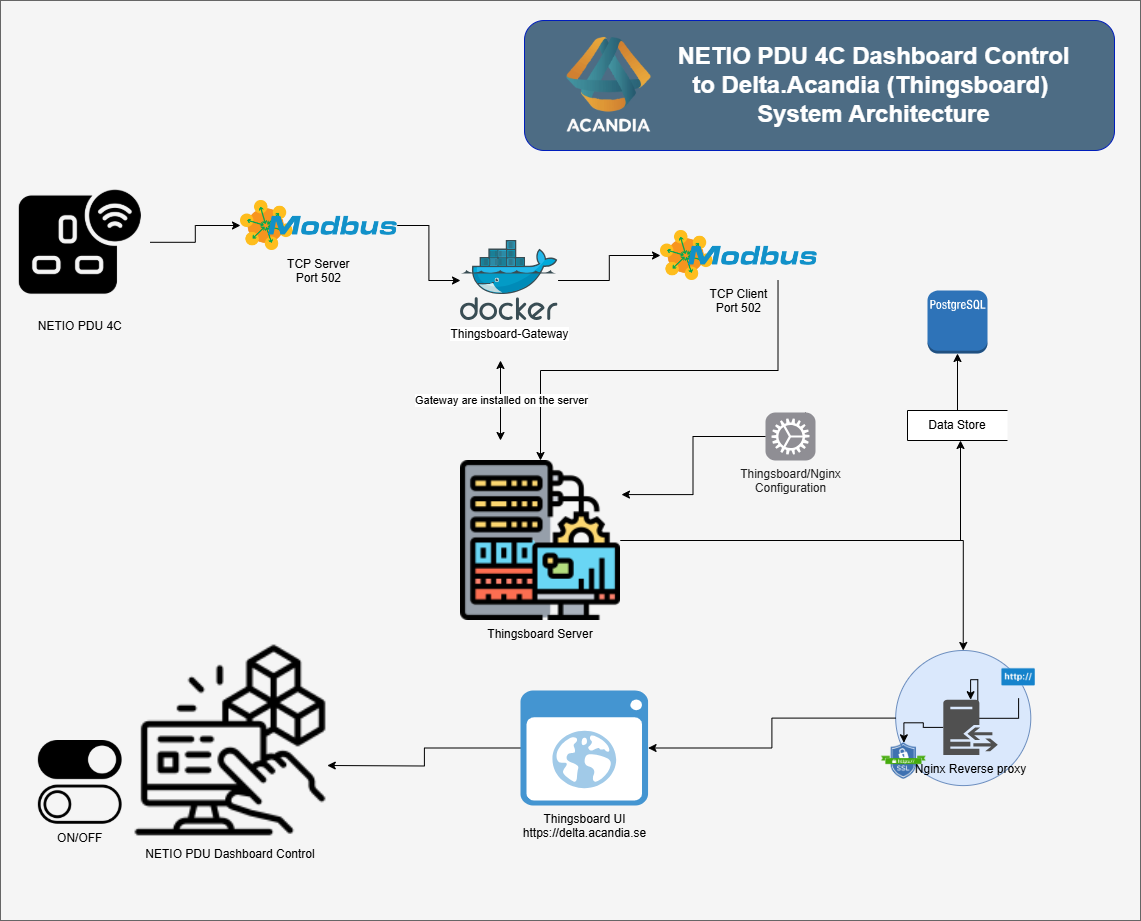 ACANDIA
NETIO PDU 4C Dashboard Control
to Delta.Acandia (Thingsboard)
System Architecture
NETIO PDU 4C
Modbus
TCP Server
Port 502
docker
Thingsboard-Gateway
Modbus
TCP Client
Port 502
PostgreSQL
Data Store
Gateway are installed on the server
Thingsboard/Nginx
Configuration
Thingsboard Server
http://
https://
SSL
Nginx Reverse proxy
Thingsboard UI
https://delta.acandia.se
ON/OFF
NETIO PDU Dashboard Control